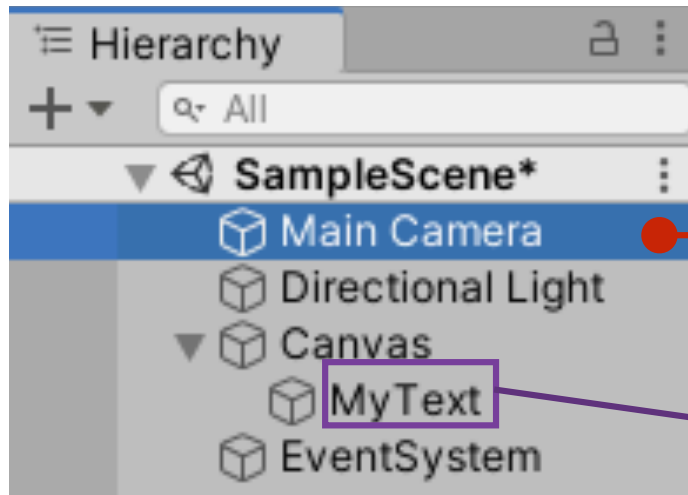 Hierarchy
All
SampleScene*
Main Camera
Directional Light
Canvas
MyText
EventSystem